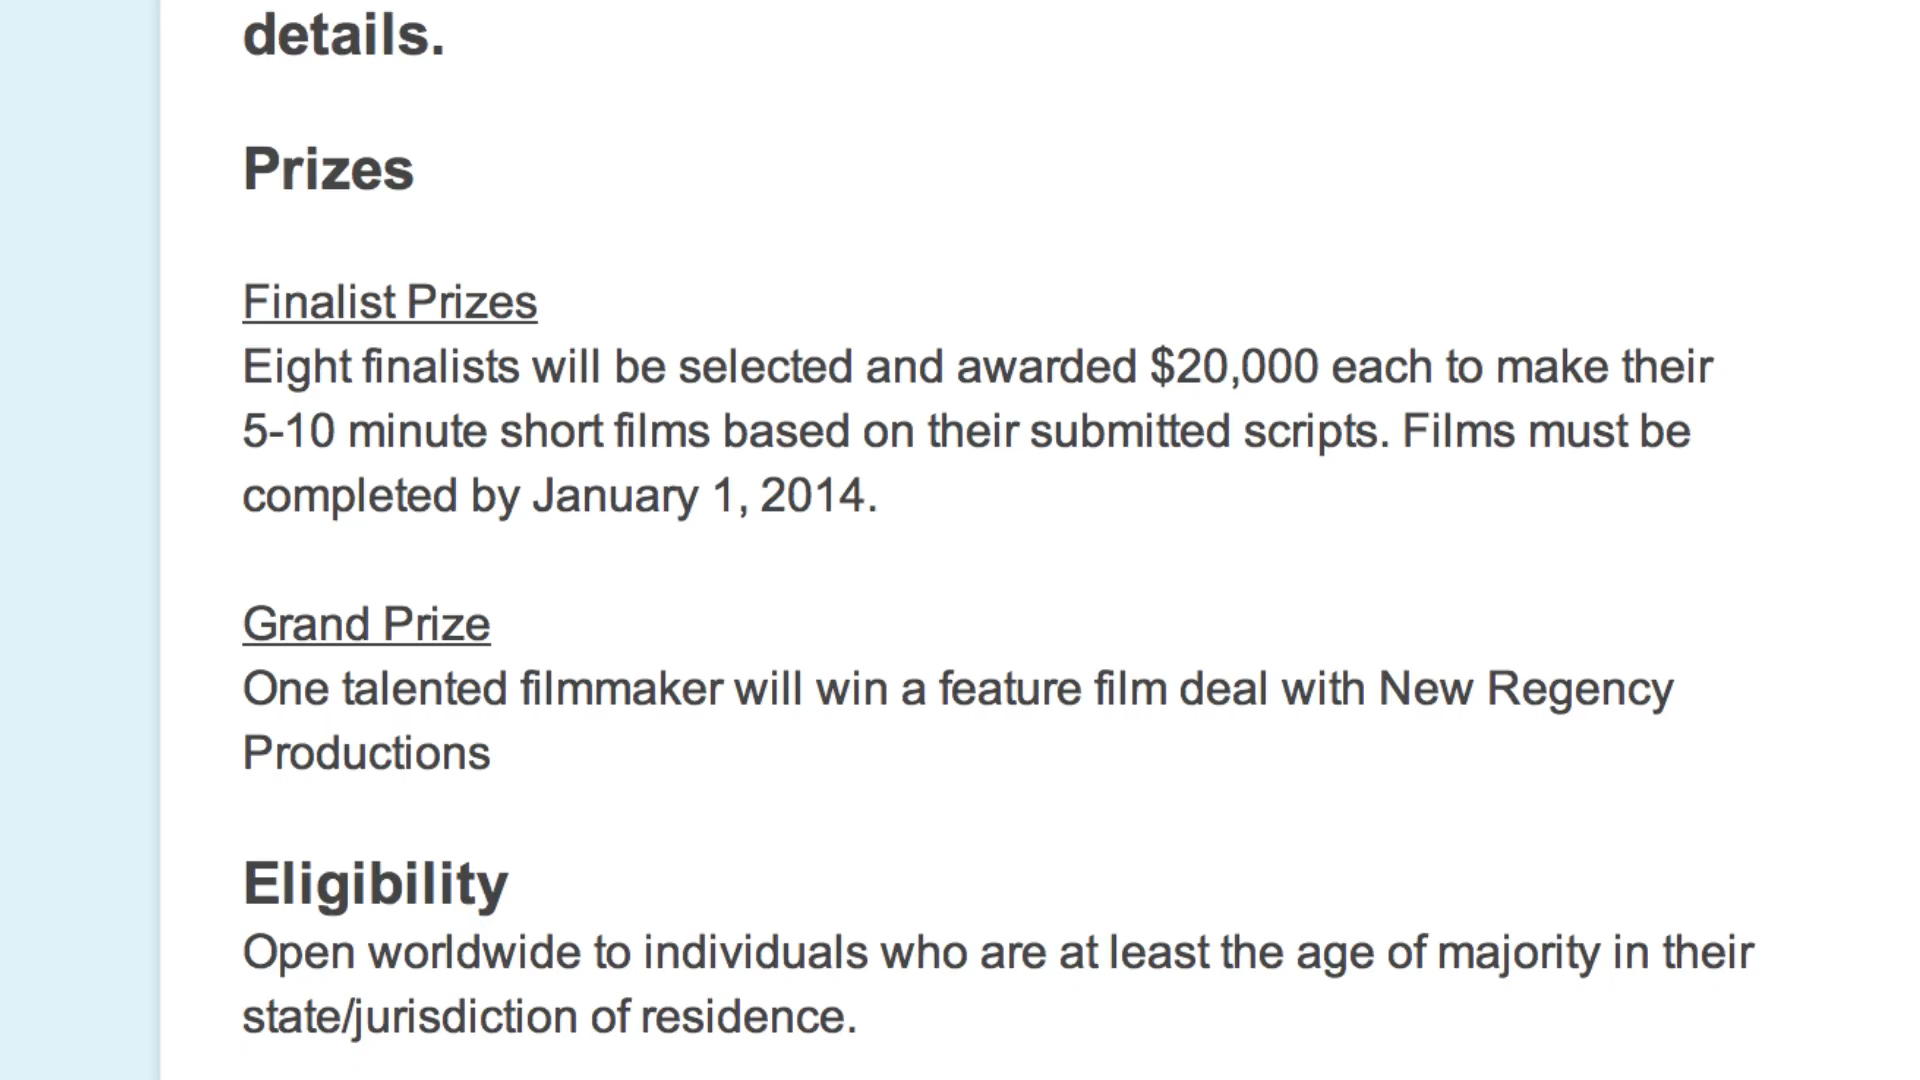 details.
Prizes
Finalist Prizes
Eight finalists will be selected and awarded $20,000 each to make their
5-10 minute short films based on their submitted scripts. Films must be
completed by January 1, 2014.
Grand Prize
One talented filmmaker will win a feature film deal with New Regency
Productions
Eligibility
Open worldwide to individuals who are at least the age of majority in their
state/jurisdiction of residence.